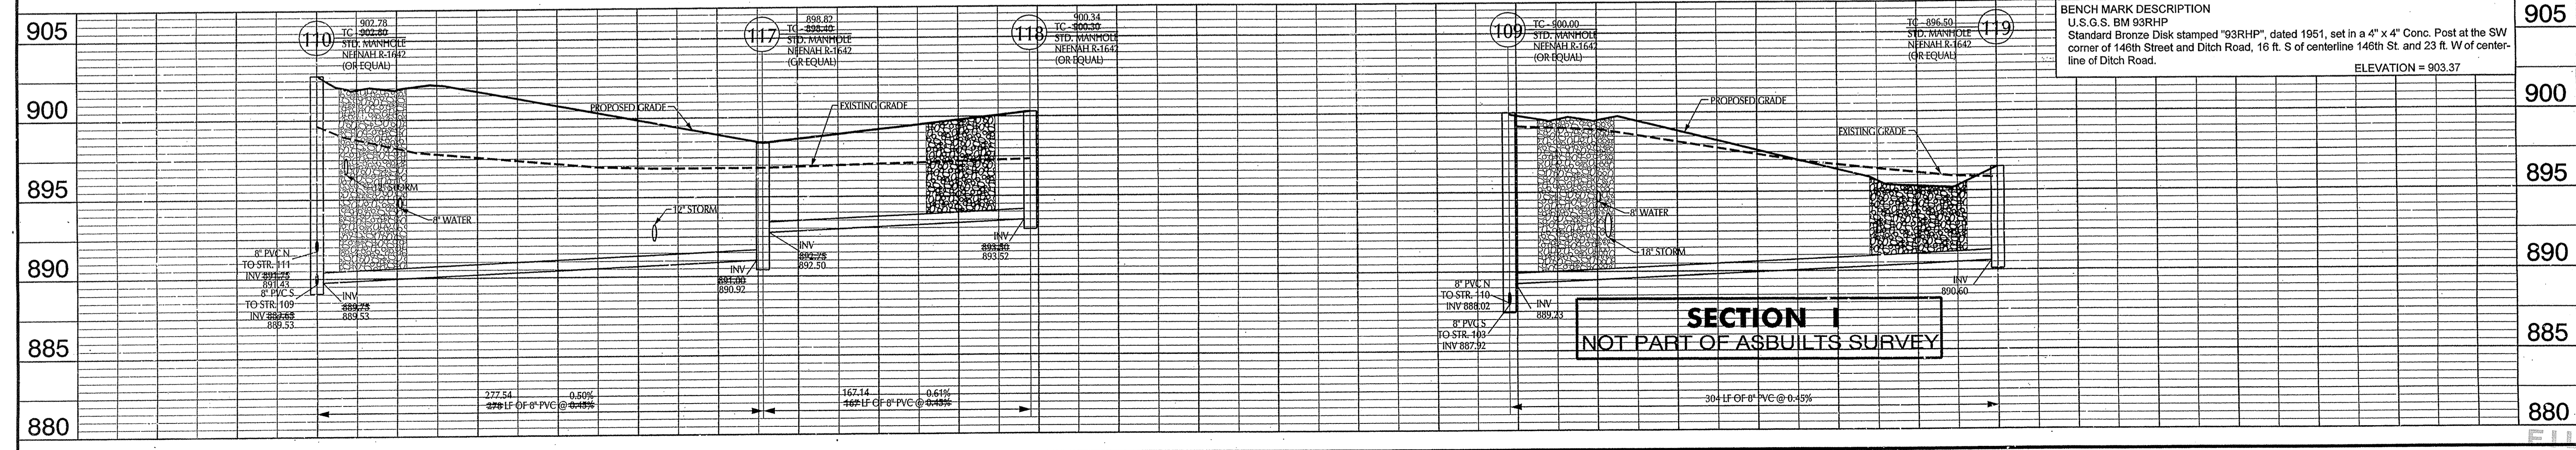 905
900
895
890
885
880
110
902.78
TC - 902.80
STD. MANHOLE
NEENAH R-1642
(OR EQUAL)
117
898.82
TC - 898.40
STD. MANHOLE
NEENAH R-1642
(OR EQUAL)
118
900.34
TC - 900.30
STD. MANHOLE
NEENAH R-1642
(OR EQUAL)
PROPOSED GRADE
EXISTING GRADE
12" STORM
8" WATER
12" STORM
8" PVC N
TO STR. 111
INV 891.75
891.43
8" PVC S
TO STR. 109
INV
889.53
INV
889.75
889.53
INV
891.00
890.92
INV
892.75
892.50
INV
893.50
893.52
277.54 0.50%
278 LF OF 8" PVC @ 0.45%
167.14 0.61%
167 LF OF 8" PVC @ 0.45%
109
TC - 900.00
STD. MANHOLE
NEENAH R-1642
(OR EQUAL)
TC - 896.50
STD. MANHOLE
NEENAH R-1642
(OR EQUAL)
119
PROPOSED GRADE
EXISTING GRADE
8" WATER
18" STORM
8" PVC N
TO STR. 110
INV 888.02
8" PVC S
TO STR. 103
INV 887.92
INV
889.23
INV
890.60
SECTION I
NOT PART OF ASBUILTS SURVEY
304 LF OF 8" PVC @ 0.45%
BENCH MARK DESCRIPTION
U.S.G.S. BM 93RHP
Standard Bronze Disk stamped "93RHP", dated 1951, set in a 4" x 4" Conc. Post at the SW
corner of 146th Street and Ditch Road, 16 ft. S of centerline 146th St. and 23 ft. W of center-
line of Ditch Road.
ELEVATION = 903.37
905
900
895
890
885
880